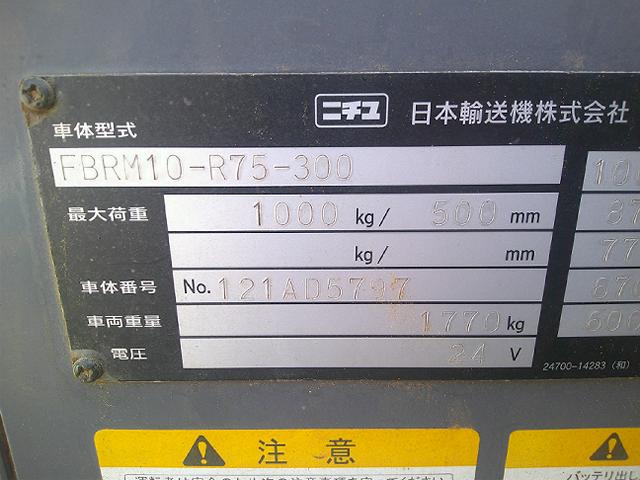 ニチユ 日本輸送機株式会社
車体型式
FBRM10-R75-300
最大荷重 1000 kg/ 500 mm
kg/ mm
車体番号 No. 121AD5797
車両重量 1770 kg
電圧 24 V
24700-14283 (和)
注意